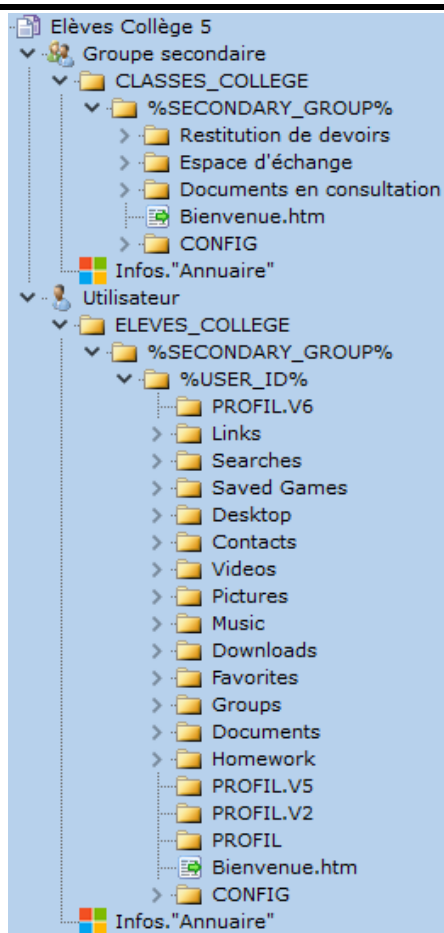 Elèves Collège 5
Groupe secondaire
CLASSES_COLLEGE
%SECONDARY_GROUP%
Restitution de devoirs
Espace d'échange
Documents en consultation
Bienvenue.htm
CONFIG
Infos."Annuaire"
Utilisateur
ELEVES_COLLEGE
%SECONDARY_GROUP%
%USER_ID%
PROFIL.V6
Links
Searches
Saved Games
Desktop
Contacts
Videos
Pictures
Music
Downloads
Favorites
Groups
Documents
Homework
PROFIL.V5
PROFIL.V2
PROFIL
Bienvenue.htm
CONFIG
Infos."Annuaire"